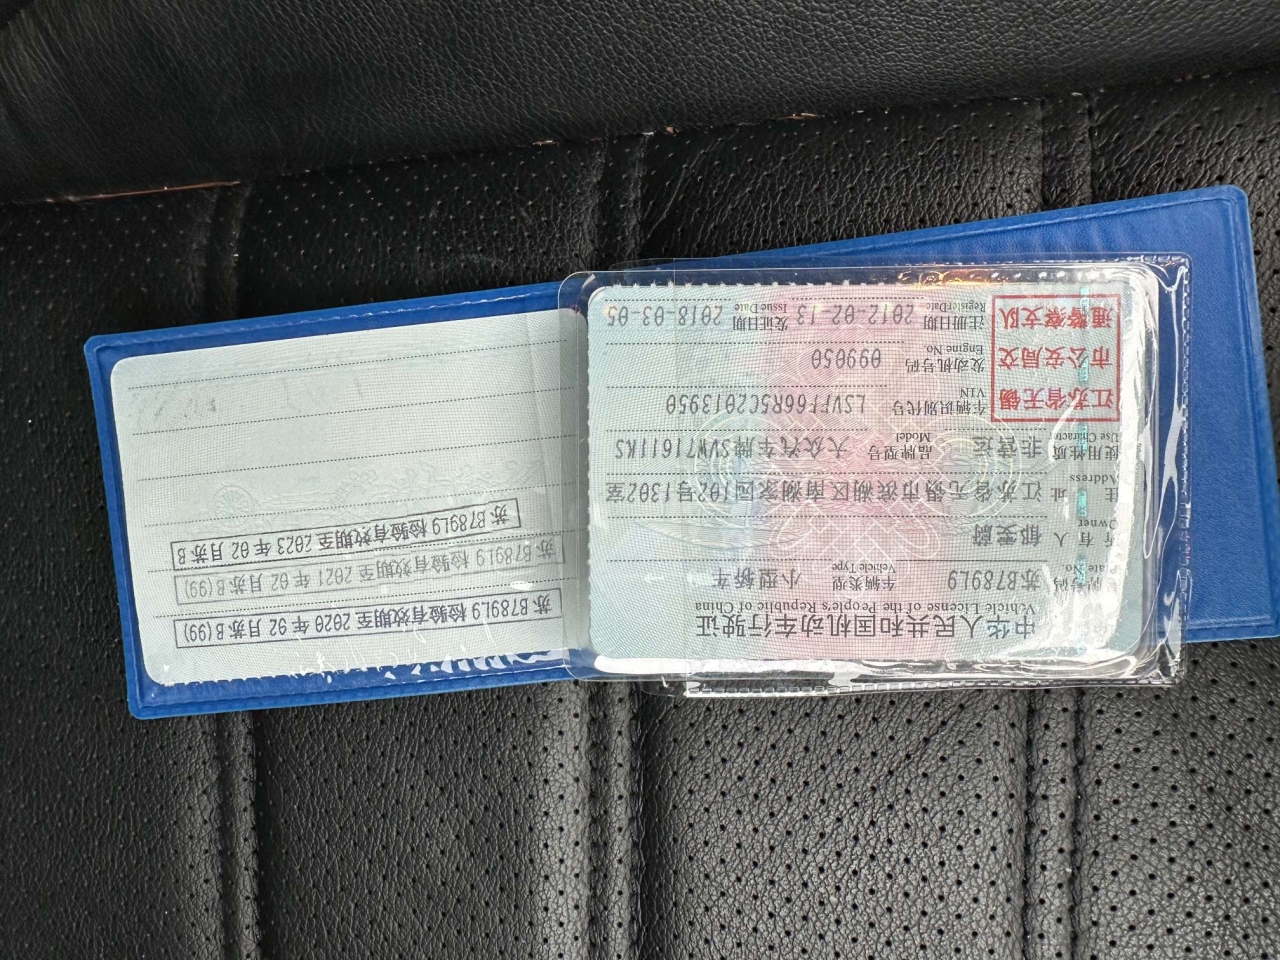 中华人民共和国机动车行驶证
Vehicle License of the People's Republic of China
号牌号码 苏B789L9 车辆类型 小型轿车
Plate No. Vehicle Type
所有人
Owner
住址 江苏省无锡市滨湖区南湖家园102号1302室
Address
使用性质 非营运 品牌型号 大众汽车牌SVW71611KS
Use Character Model
江苏省无锡
市公安局交
通警察支队
车辆识别代号 LSVFF66R5C2013950
VIN
发动机号码 099050
Engine No.
注册日期 2012-02-13 发证日期 2018-03-05
Register Date Issue Date
苏B789L9 检验有效期至 2020年02月苏B(99)
苏B789L9 检验有效期至 2021年02月苏B(99)
苏B789L9 检验有效期至 2023年02月苏B